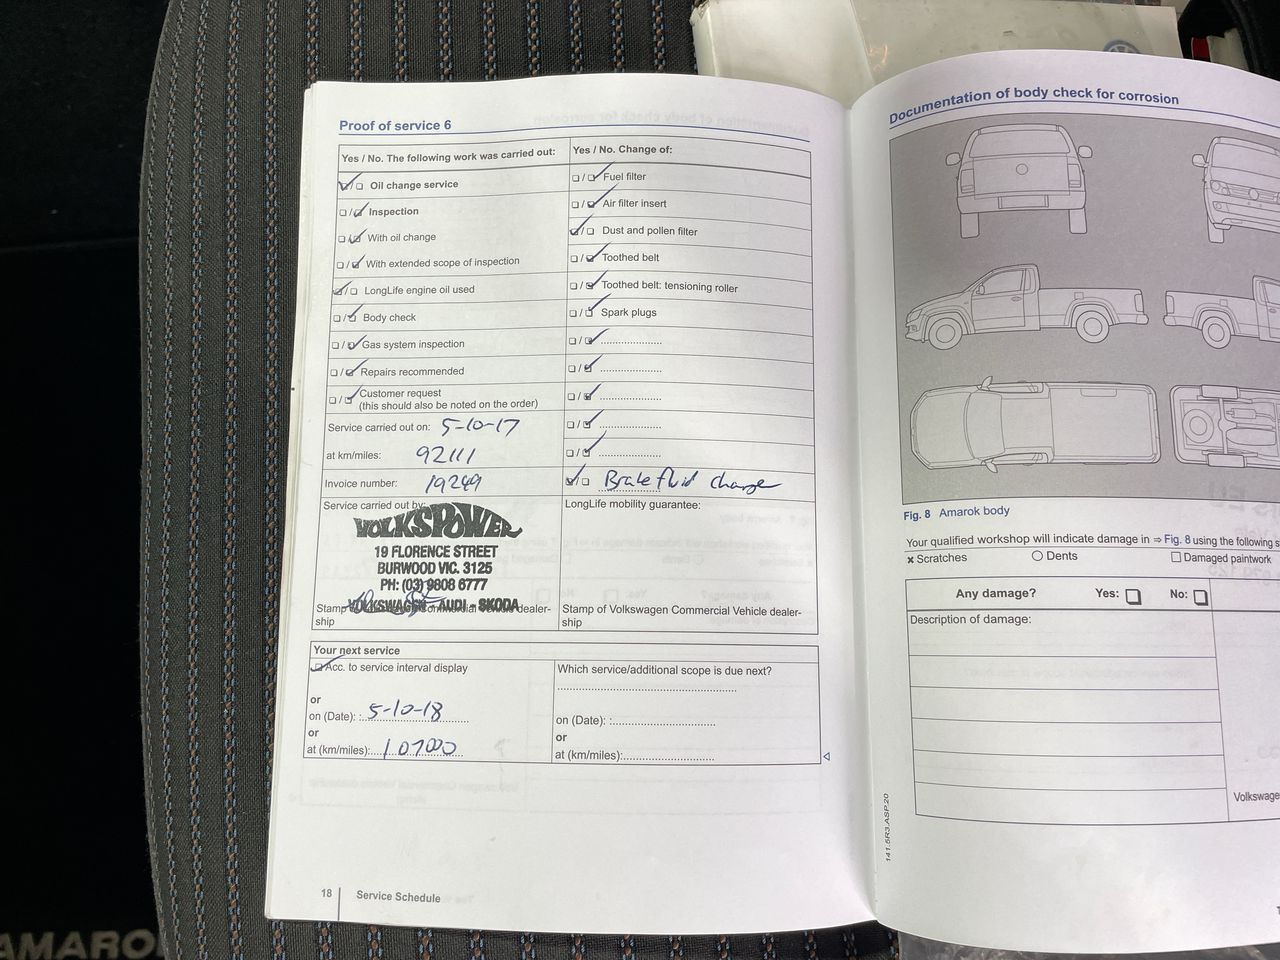 Proof of service 6
Yes / No. The following work was carried out:
Oil change service
Inspection
With oil change
With extended scope of inspection
LongLife engine oil used
Body check
Gas system inspection
Repairs recommended
Customer request
(this should also be noted on the order)
Service carried out on: 5-10-17
at km/miles: 92111
Invoice number: 19249
Service carried out by:
VOLKSPOWER
19 FLORENCE STREET
BURWOOD VIC. 3125
PH: (03) 9808 6777
VOLKSWAGEN - AUDI - SKODA
Stamp of Volkswagen Commercial Vehicle dealer-
ship
Yes / No. Change of:
Fuel filter
Air filter insert
Dust and pollen filter
Toothed belt
Toothed belt: tensioning roller
Spark plugs
Brake fluid change
LongLife mobility guarantee:
Stamp of Volkswagen Commercial Vehicle dealer-
ship
Your next service
Acc. to service interval display
or
on (Date): 5-10-18
or
at (km/miles): 107000
Which service/additional scope is due next?
on (Date) :
or
at (km/miles):
18 Service Schedule
Documentation of body check for corrosion
Fig. 8 Amarok body
Your qualified workshop will indicate damage in ⇒ Fig. 8 using the following
Scratches
Dents
Damaged paintwork
Any damage? Yes: No:
Description of damage:
141.5R3.ASP.20